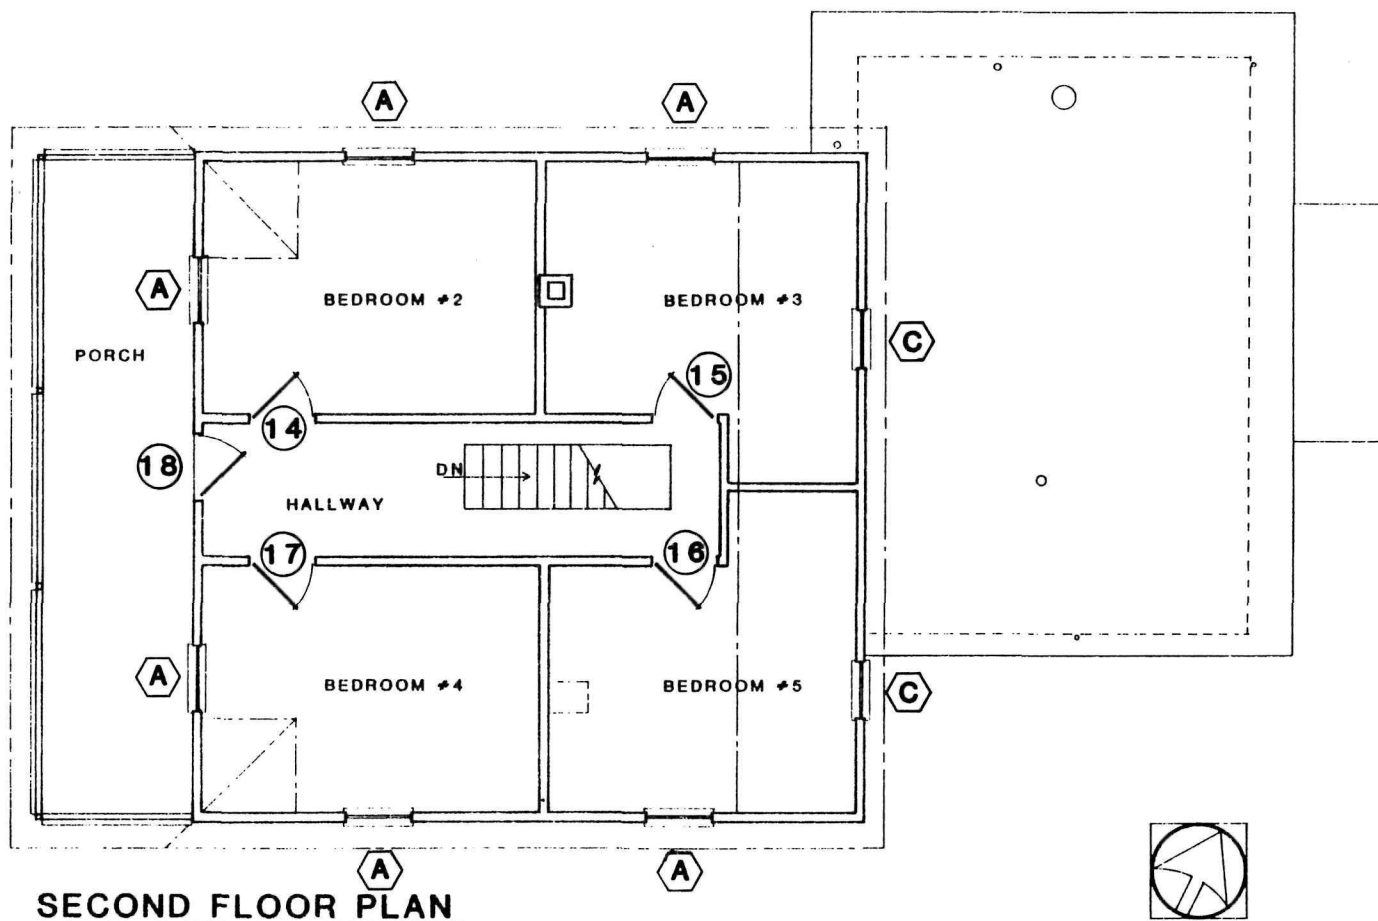 A A
A
BEDROOM #2 BEDROOM #3
C
PORCH
15
14
18
DN
HALLWAY
17 16
A
BEDROOM #4 BEDROOM #5
C
A A
SECOND FLOOR PLAN